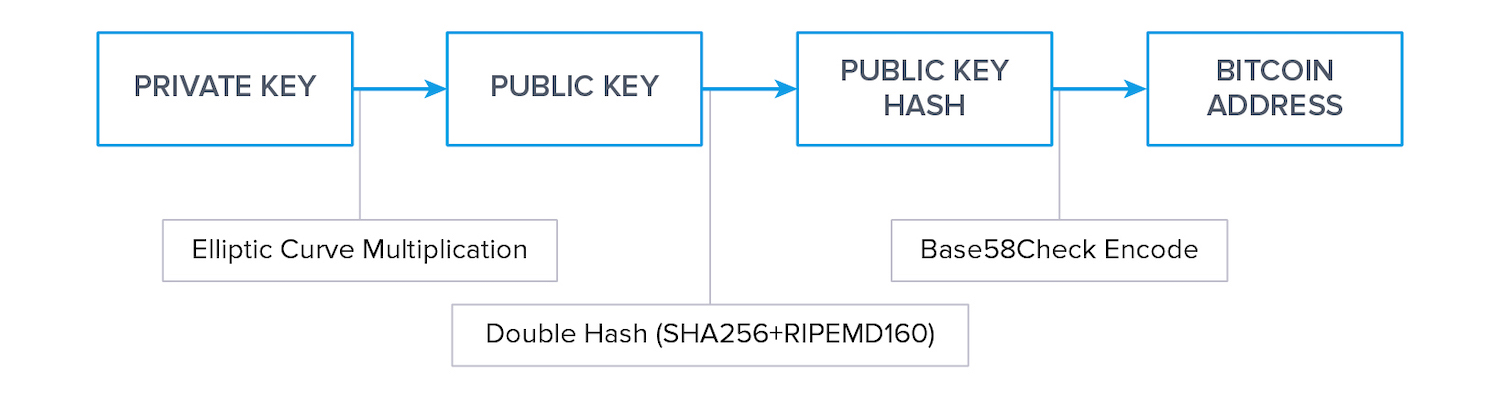 PRIVATE KEY
PUBLIC KEY
PUBLIC KEY
HASH
BITCOIN
ADDRESS
Elliptic Curve Multiplication
Base58Check Encode
Double Hash (SHA256+RIPEMD160)